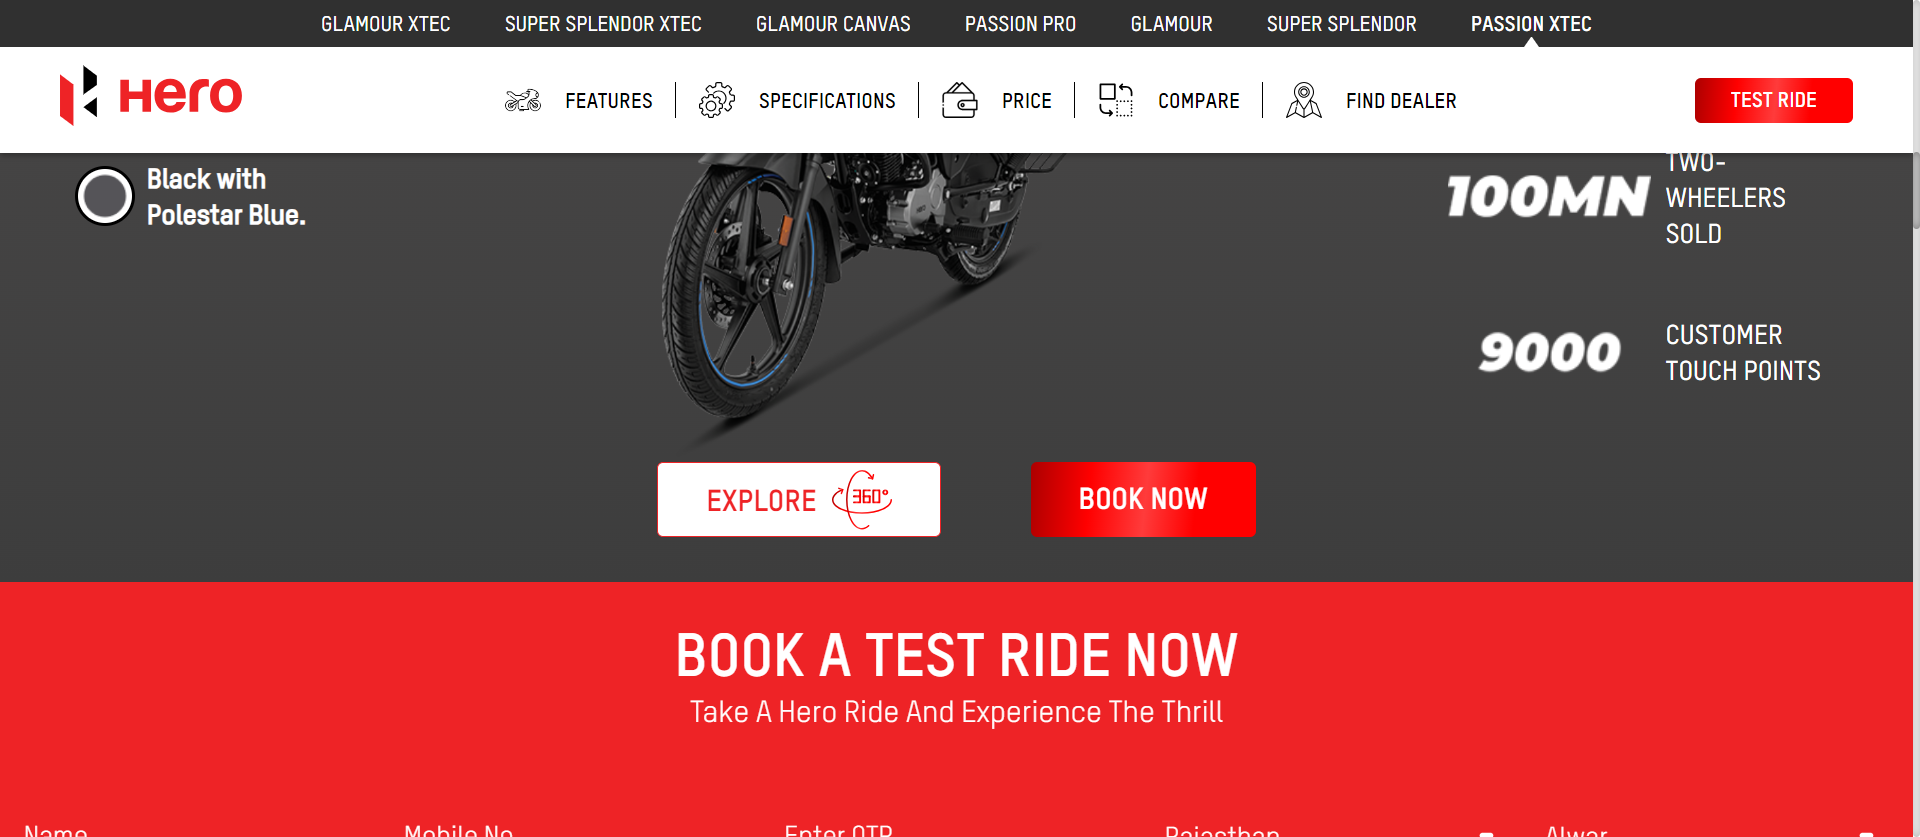 GLAMOUR XTEC SUPER SPLENDOR XTEC GLAMOUR CANVAS PASSION PRO GLAMOUR SUPER SPLENDOR PASSION XTEC
Hero FEATURES SPECIFICATIONS PRICE COMPARE FIND DEALER TEST RIDE
Black with
Polestar Blue.
100MN
TWO-
WHEELERS
SOLD
9000
CUSTOMER
TOUCH POINTS
EXPLORE 360° BOOK NOW
BOOK A TEST RIDE NOW
Take A Hero Ride And Experience The Thrill
Name Mobile No Enter OTP Rajasthan Alwar